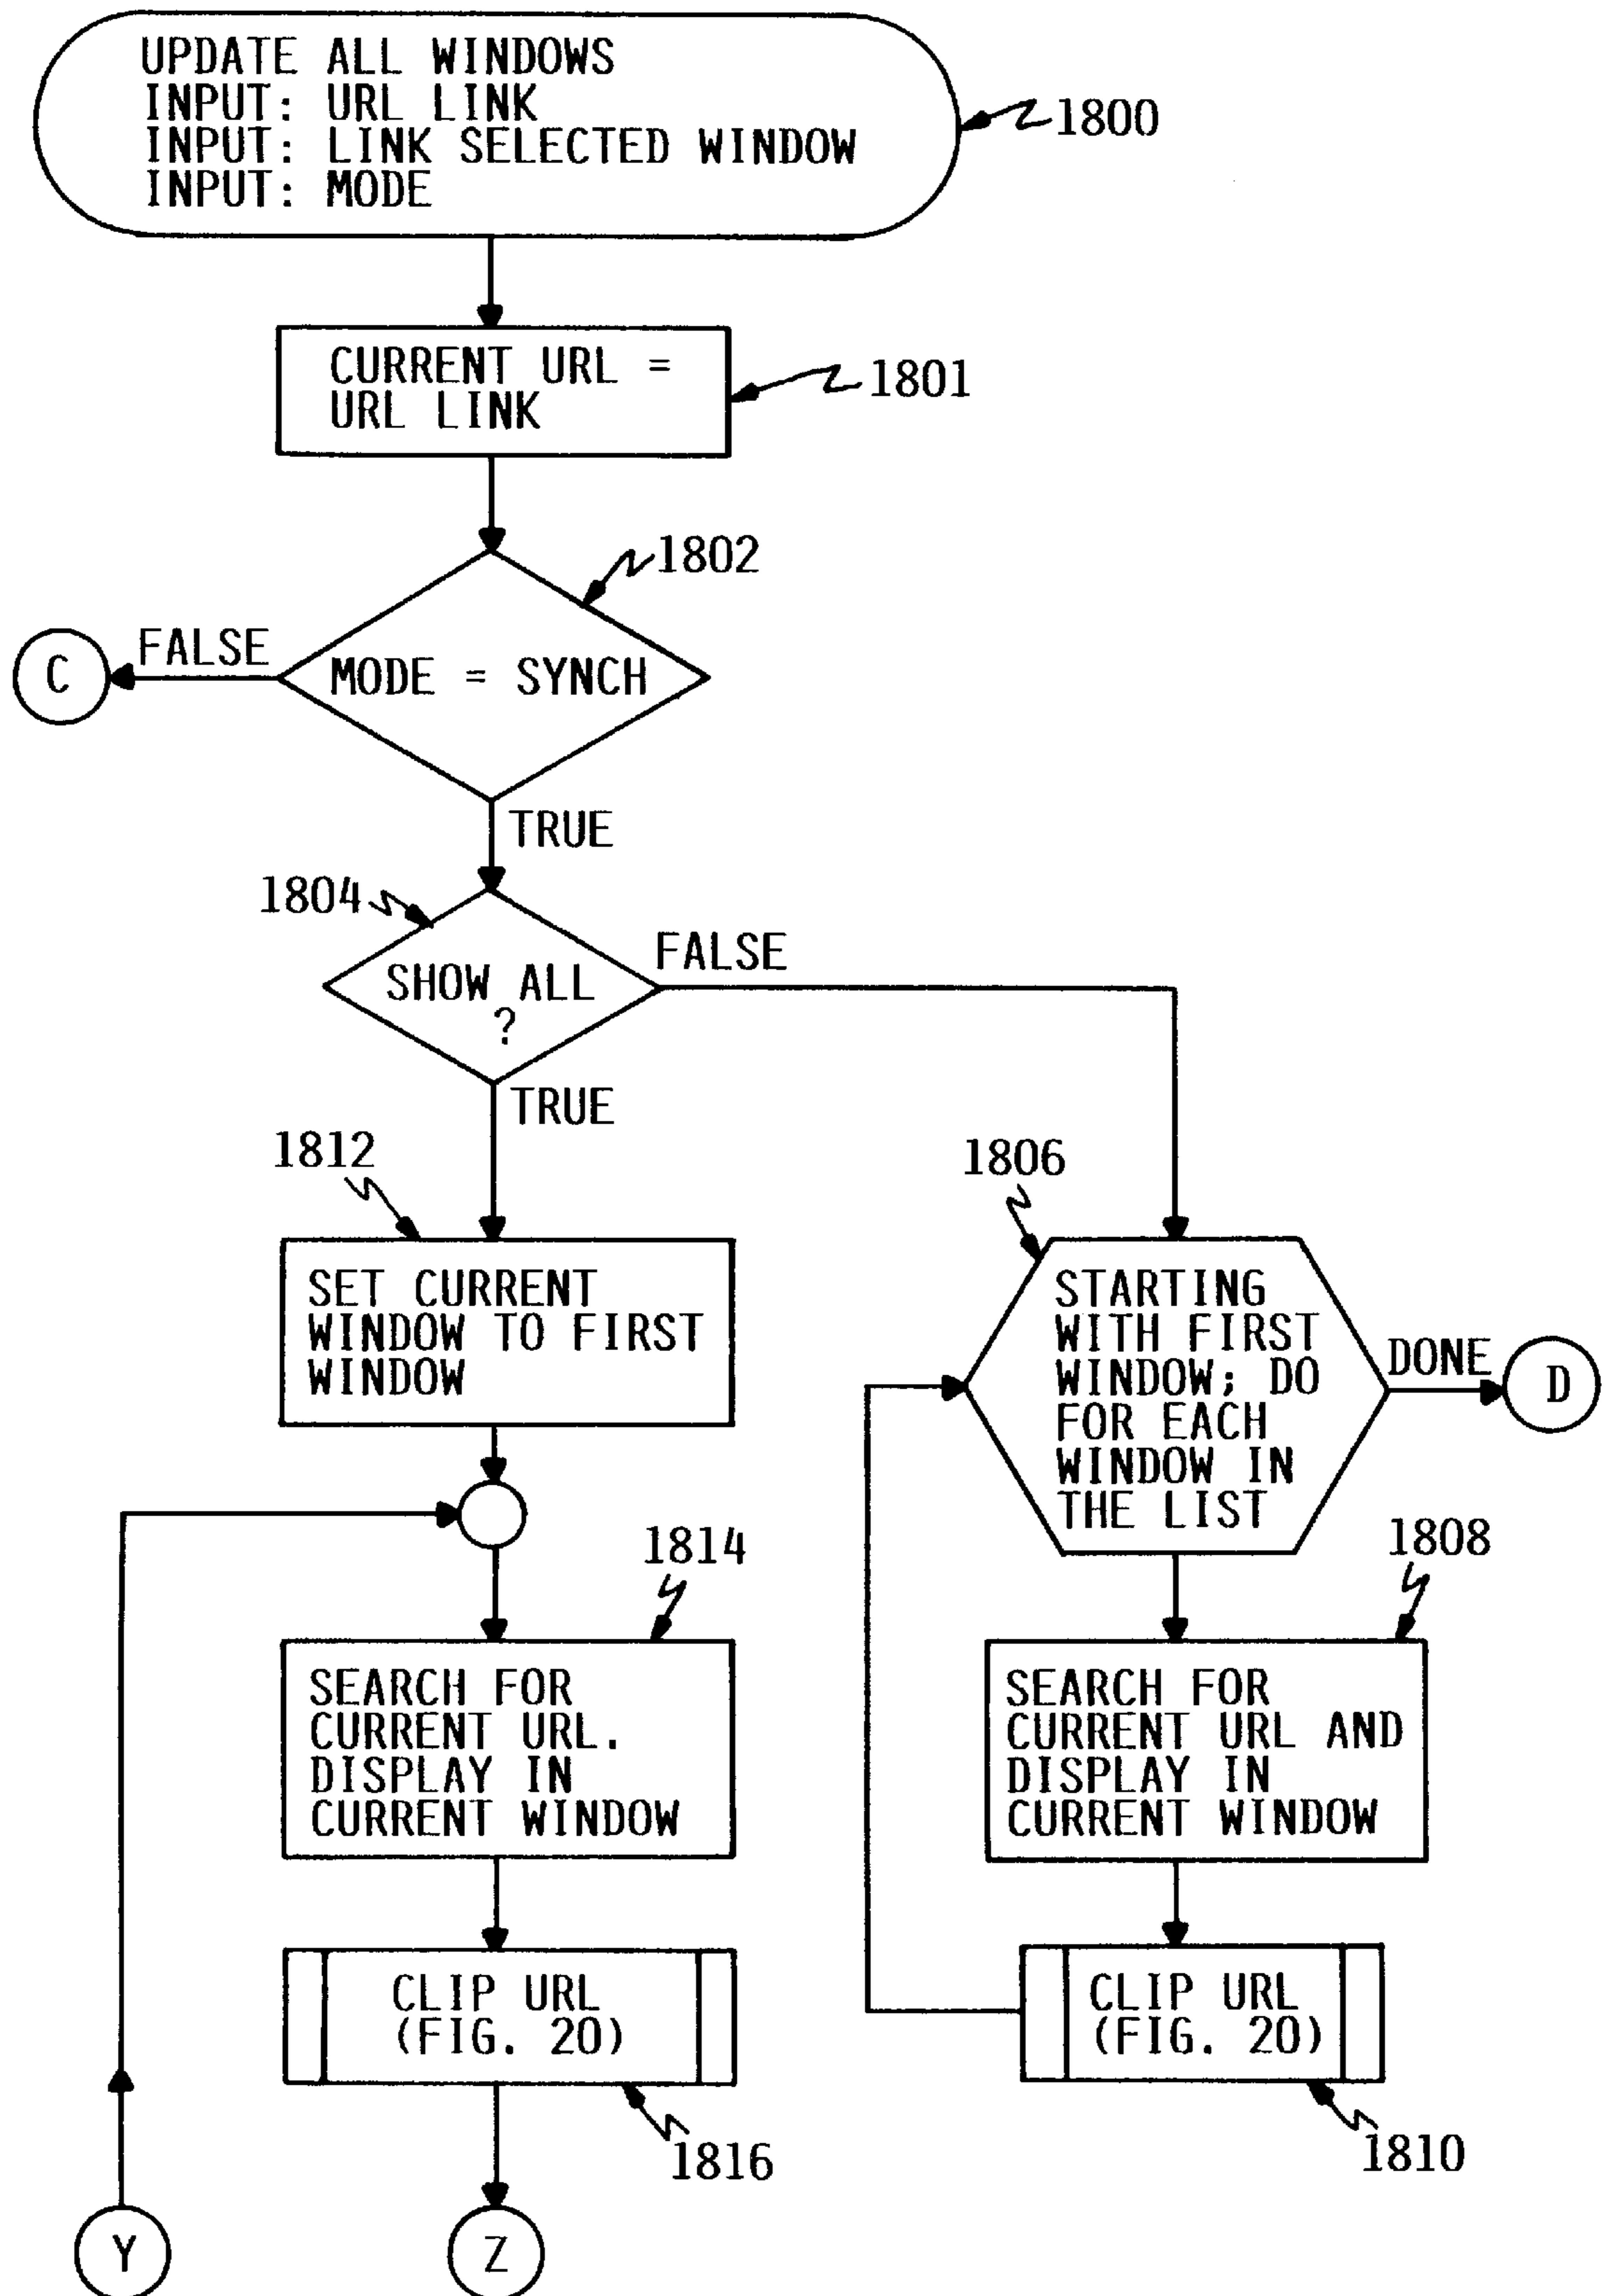 UPDATE ALL WINDOWS
INPUT: URL LINK
INPUT: LINK SELECTED WINDOW
INPUT: MODE
1800
CURRENT URL =
URL LINK
1801
1802
C
FALSE
MODE = SYNCH
TRUE
1804
SHOW ALL
?
FALSE
TRUE
1812
SET CURRENT
WINDOW TO FIRST
WINDOW
1806
STARTING
WITH FIRST
WINDOW; DO
FOR EACH
WINDOW IN
THE LIST
DONE
D
1814
SEARCH FOR
CURRENT URL.
DISPLAY IN
CURRENT WINDOW
1808
SEARCH FOR
CURRENT URL AND
DISPLAY IN
CURRENT WINDOW
CLIP URL
(FIG. 20)
1816
CLIP URL
(FIG. 20)
1810
Y
Z